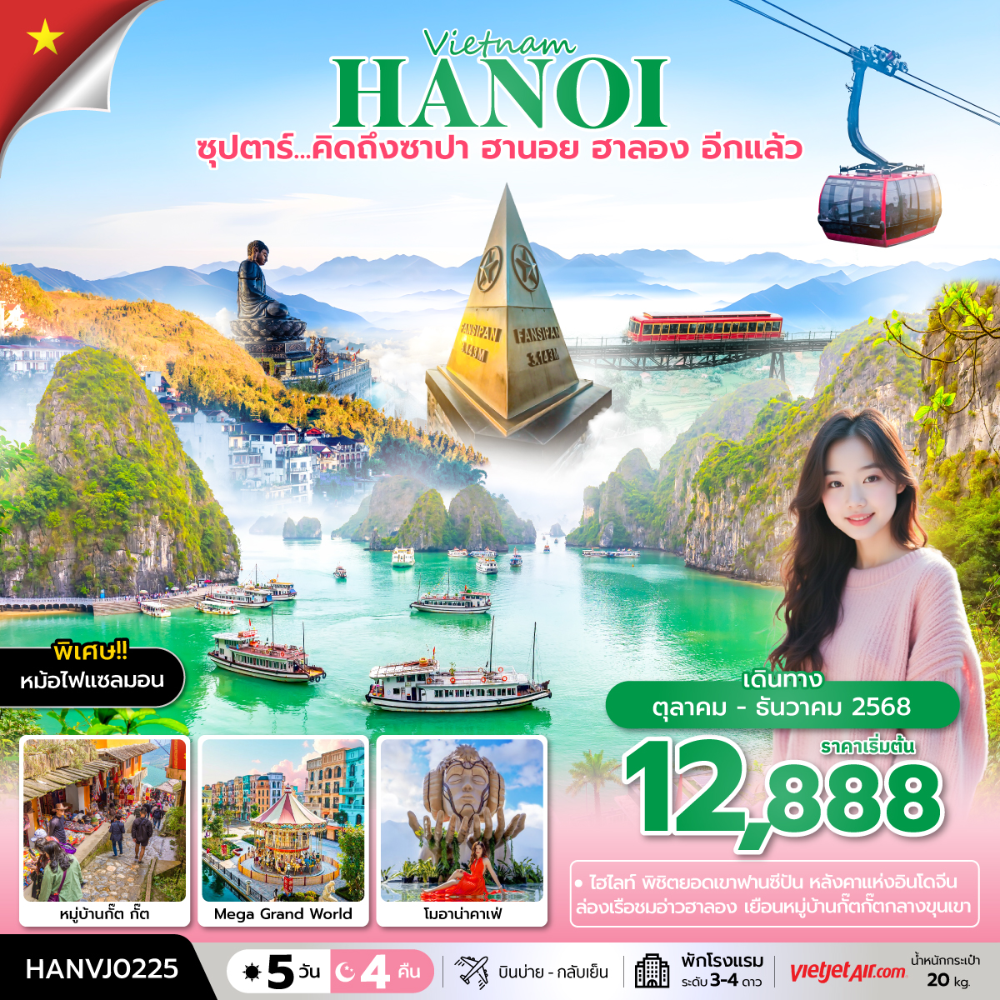 Vietnam
HANOI
ซุปตาร์...คิดถึงซาปา ฮานอย ฮาลอง อีกแล้ว
FANSIPAN
3.143M
FANSIPAN
3.143M
พิเศษ!!
หม้อไฟแซลมอน
เดินทาง
ตุลาคม - ธันวาคม 2568
ราคาเริ่มต้น
12,888
• ไฮไลท์ พิชิตยอดเขาฟานซีปัน หลังคาแห่งอินโดจีน
ล่องเรือชมอ่าวฮาลอง เยือนหมู่บ้านกั๊ตกั๊ตกลางขุนเขา
หมู่บ้านกั๊ต กั๊ต
Mega Grand World
โมอาน่าคาเฟ่
HANVJ0225
5 วัน
4 คืน
บินบ่าย - กลับเย็น
พักโรงแรม
ระดับ 3-4 ดาว
vietjetAir.com
น้ำหนักกระเป๋า
20 kg.